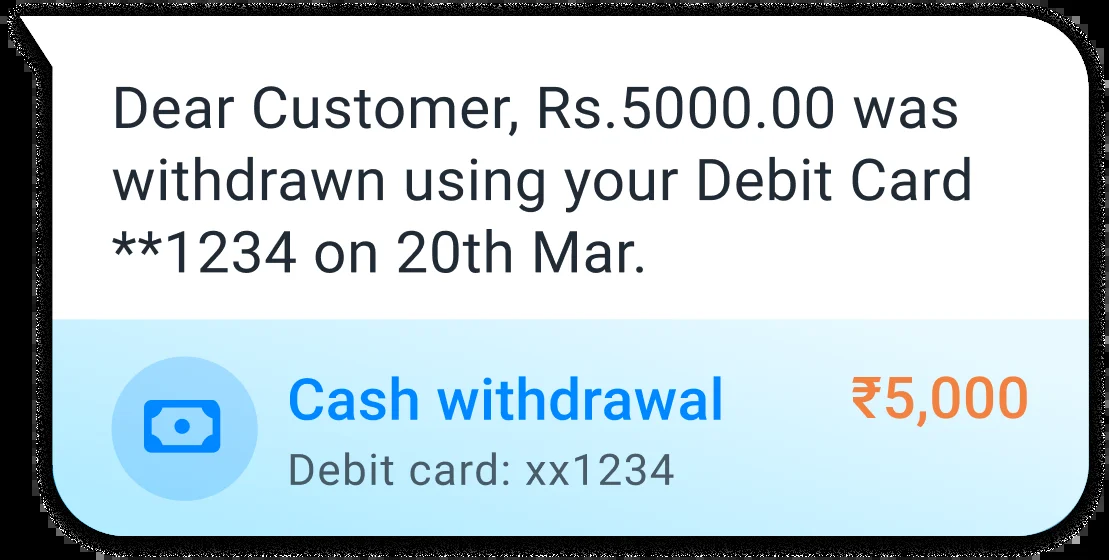 Dear Customer, Rs.5000.00 was
withdrawn using your Debit Card
**1234 on 20th Mar.
Cash withdrawal
₹5,000
Debit card: xx1234